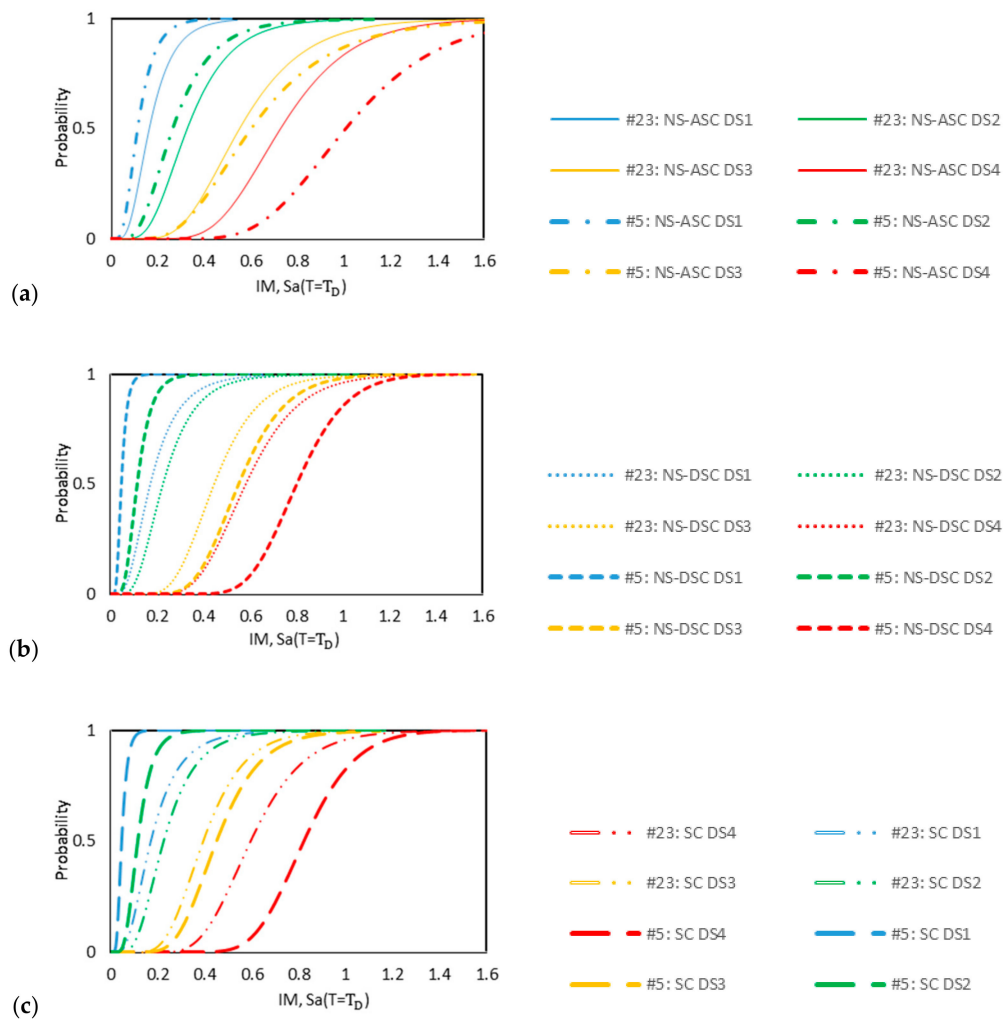 1
0.5
0
Probability
0 0.2 0.4 0.6 0.8 1 1.2 1.4 1.6
IM, Sa(T=T_D)
(a)
#23: NS-ASC DS1 #23: NS-ASC DS2
#23: NS-ASC DS3 #23: NS-ASC DS4
#5: NS-ASC DS1 #5: NS-ASC DS2
#5: NS-ASC DS3 #5: NS-ASC DS4
1
0.5
0
Probability
0 0.2 0.4 0.6 0.8 1 1.2 1.4 1.6
IM, Sa(T=T_D)
(b)
#23: NS-DSC DS1 #23: NS-DSC DS2
#23: NS-DSC DS3 #23: NS-DSC DS4
#5: NS-DSC DS1 #5: NS-DSC DS2
#5: NS-DSC DS3 #5: NS-DSC DS4
1
0.5
0
Probability
0 0.2 0.4 0.6 0.8 1 1.2 1.4 1.6
IM, Sa(T=T_D)
(c)
#23: SC DS4 #23: SC DS1
#23: SC DS3 #23: SC DS2
#5: SC DS4 #5: SC DS1
#5: SC DS3 #5: SC DS2